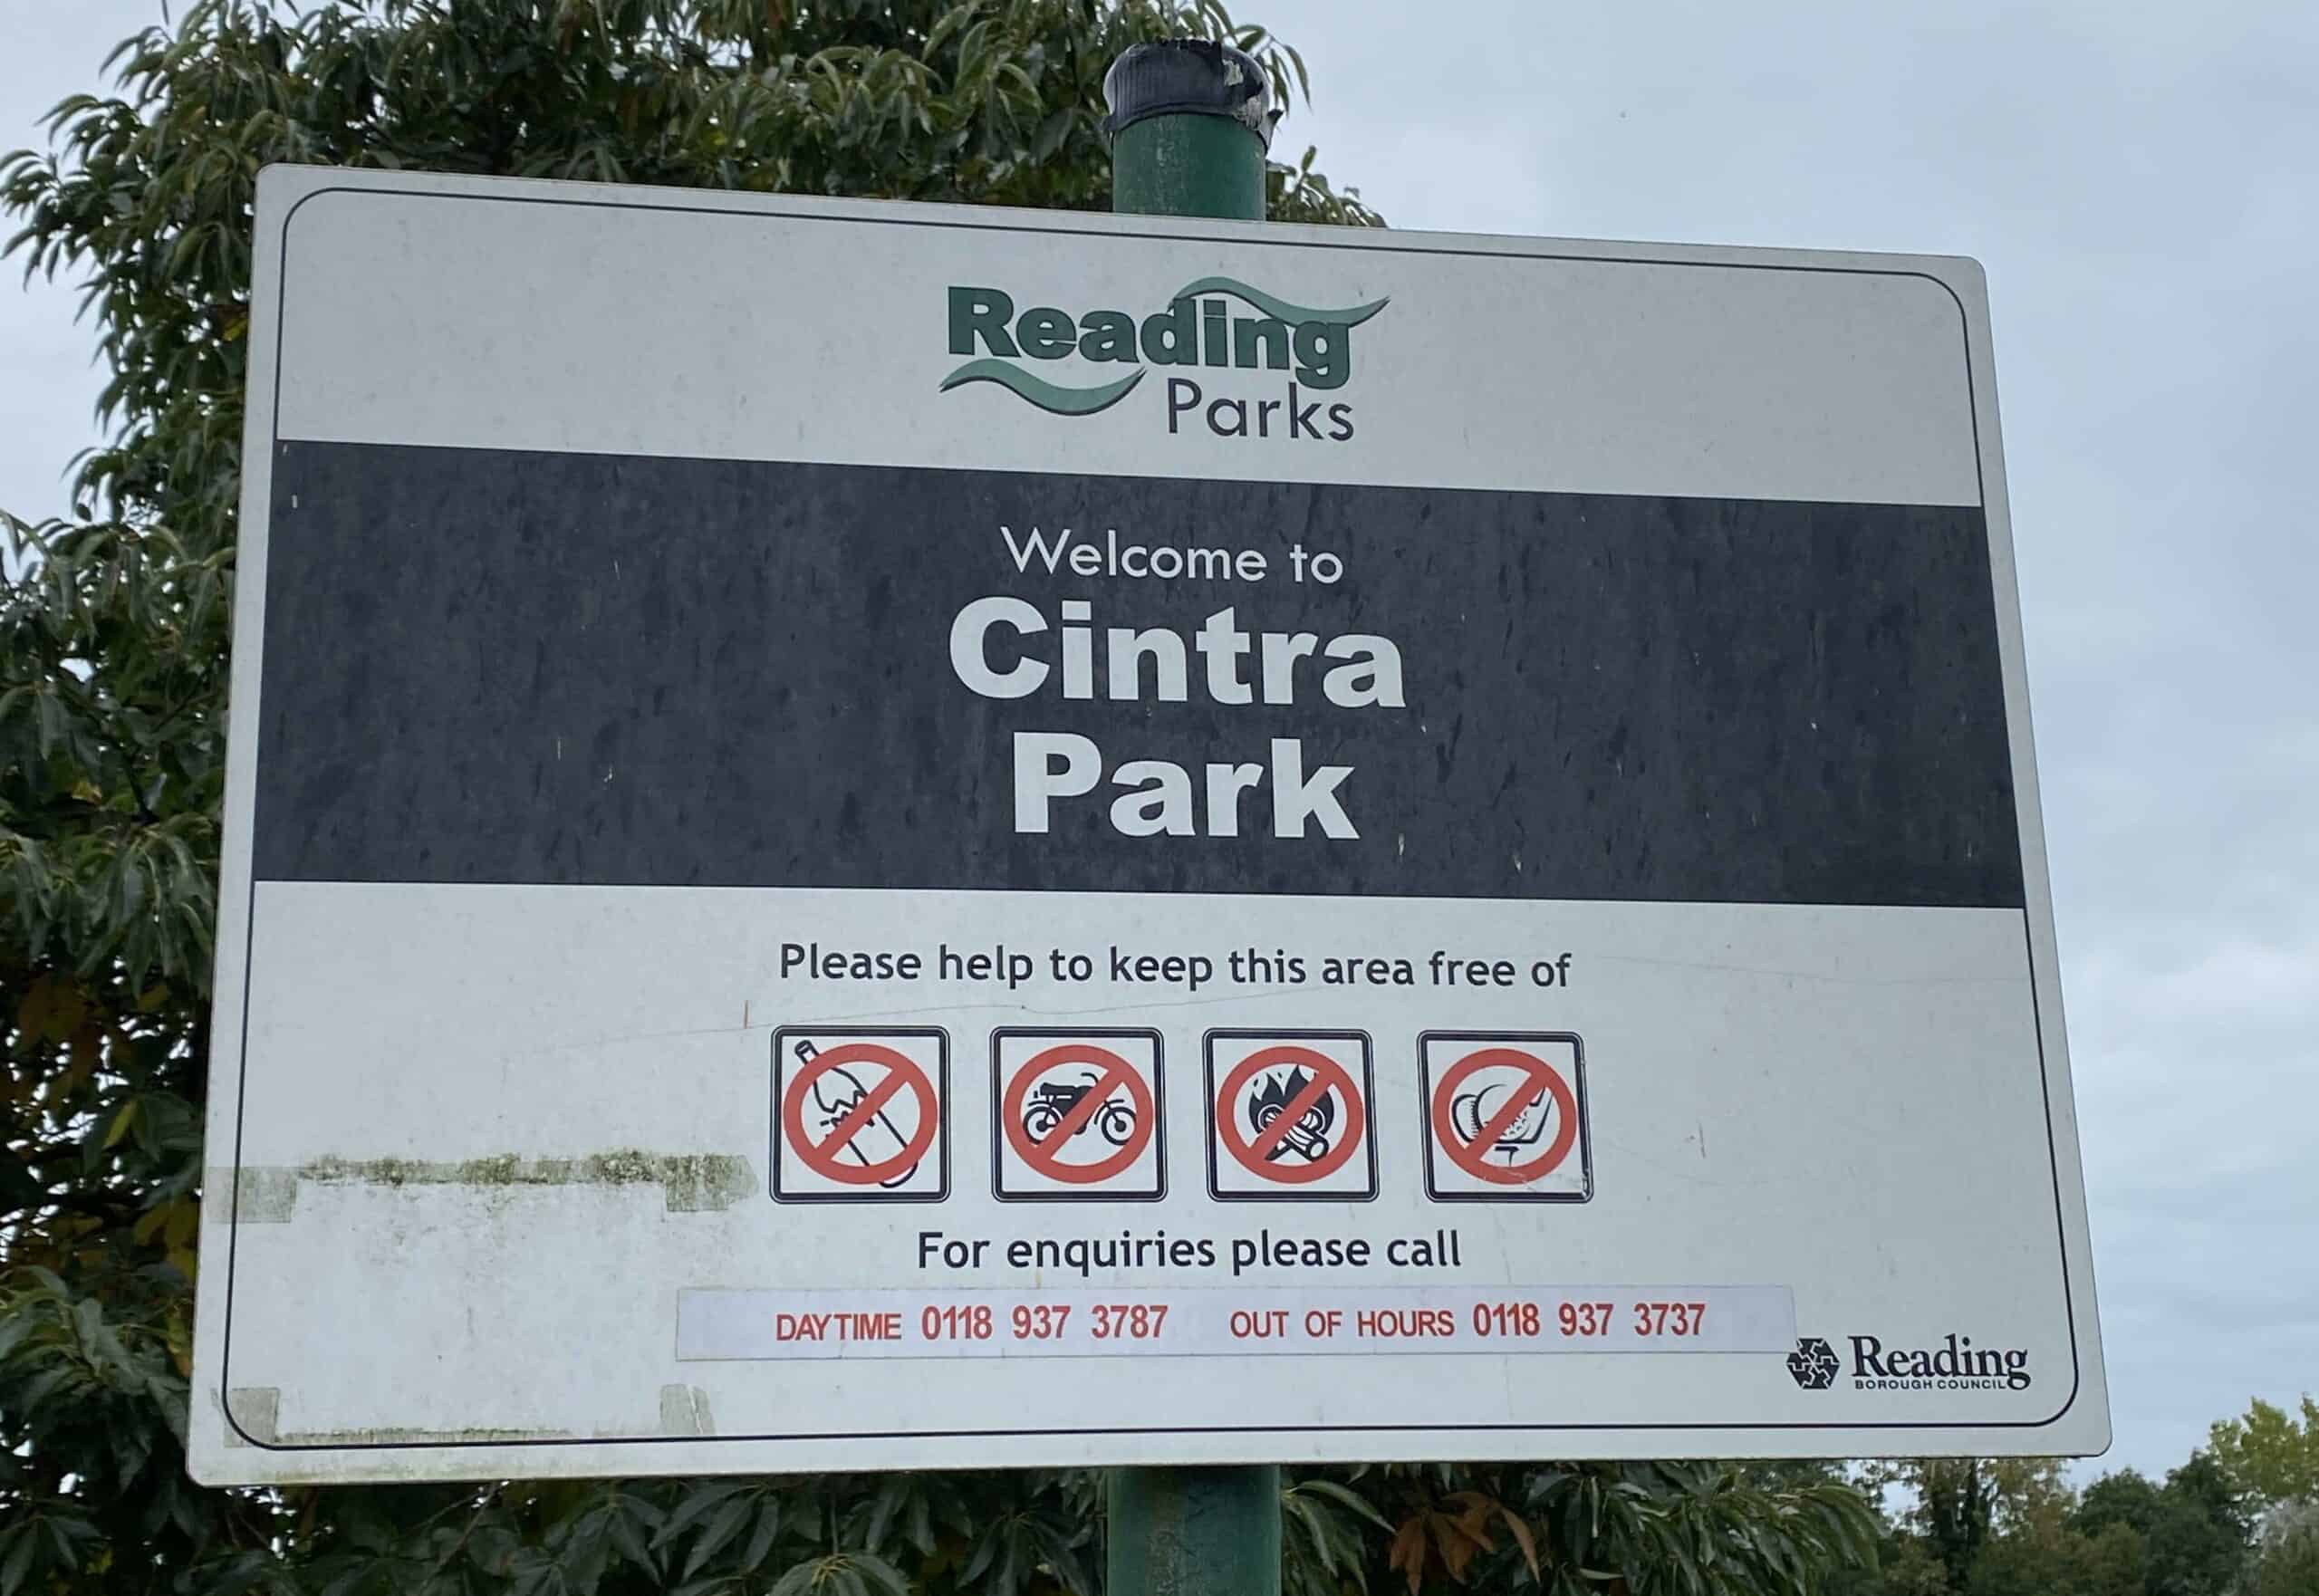 Reading
Parks
Welcome to
Cintra
Park
Please help to keep this area free of
For enquiries please call
DAYTIME 0118 937 3787 OUT OF HOURS 0118 937 3737
Reading
BOROUGH COUNCIL